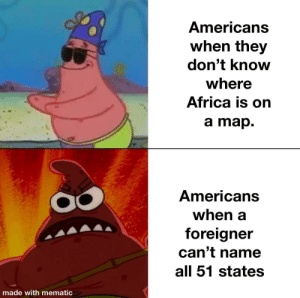 Americans
when they
don't know
where
Africa is on
a map.
Americans
when a
foreigner
can't name
all 51 states
made with mematic